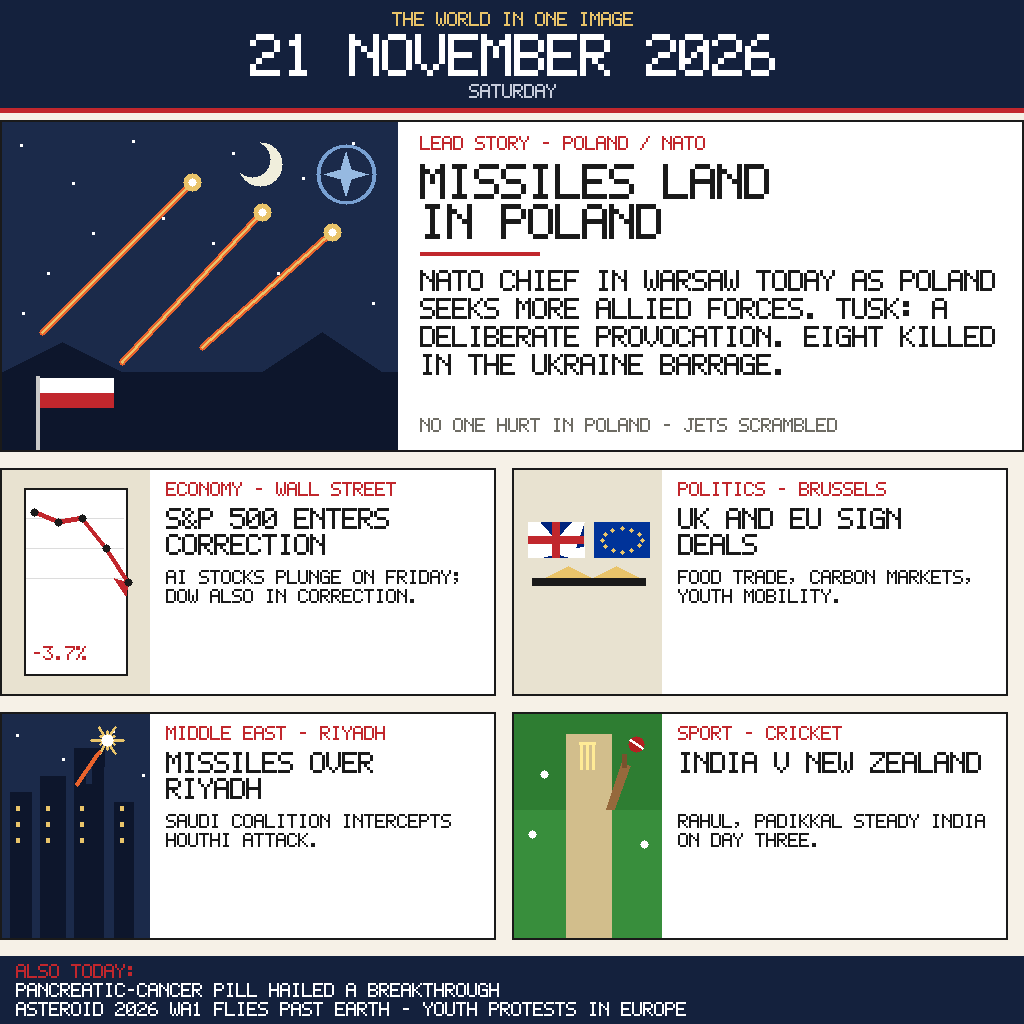 THE WORLD IN ONE IMAGE
21 NOVEMBER 2026
SATURDAY
LEAD STORY - POLAND / NATO
MISSILES LAND
IN POLAND
NATO CHIEF IN WARSAW TODAY AS POLAND
SEEKS MORE ALLIED FORCES. TUSK: A
DELIBERATE PROVOCATION. EIGHT KILLED
IN THE UKRAINE BARRAGE.
NO ONE HURT IN POLAND - JETS SCRAMBLED
ECONOMY - WALL STREET
S&P 500 ENTERS
CORRECTION
AI STOCKS PLUNGE ON FRIDAY;
DOW ALSO IN CORRECTION.
-3.7%
POLITICS - BRUSSELS
UK AND EU SIGN
DEALS
FOOD TRADE, CARBON MARKETS,
YOUTH MOBILITY.
MIDDLE EAST - RIYADH
MISSILES OVER
RIYADH
SAUDI COALITION INTERCEPTS
HOUTHI ATTACK.
SPORT - CRICKET
INDIA V NEW ZEALAND
RAHUL, PADIKKAL STEADY INDIA
ON DAY THREE.
ALSO TODAY:
PANCREATIC-CANCER PILL HAILED A BREAKTHROUGH
ASTEROID 2026 WA1 FLIES PAST EARTH - YOUTH PROTESTS IN EUROPE